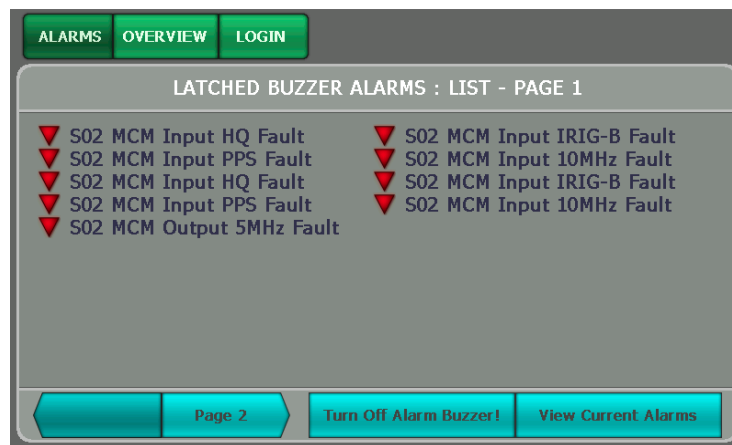 ALARMS OVERVIEW LOGIN
LATCHED BUZZER ALARMS : LIST - PAGE 1
S02 MCM Input HQ Fault
S02 MCM Input PPS Fault
S02 MCM Input HQ Fault
S02 MCM Input PPS Fault
S02 MCM Output 5MHz Fault
S02 MCM Input IRIG-B Fault
S02 MCM Input 10MHz Fault
S02 MCM Input IRIG-B Fault
S02 MCM Input 10MHz Fault
Page 2 Turn Off Alarm Buzzer! View Current Alarms